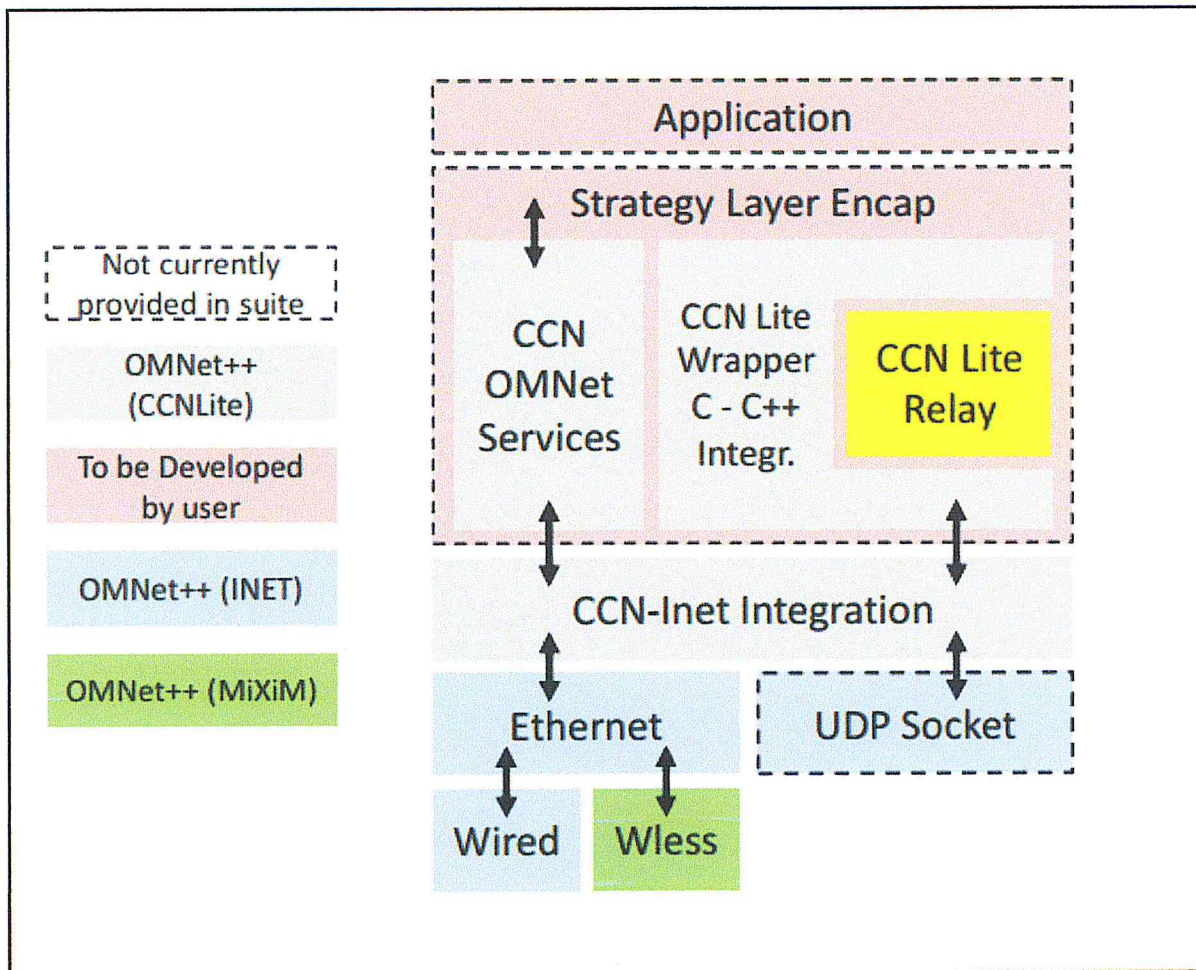 Application
Strategy Layer Encap
Not currently
provided in suite
OMNet++
(CCNLite)
To be Developed
by user
OMNet++ (INET)
OMNet++ (MiXiM)
CCN
OMNet
Services
CCN Lite
Wrapper
C - C++
Integr.
CCN Lite
Relay
CCN-Inet Integration
Ethernet
UDP Socket
Wired
Wless